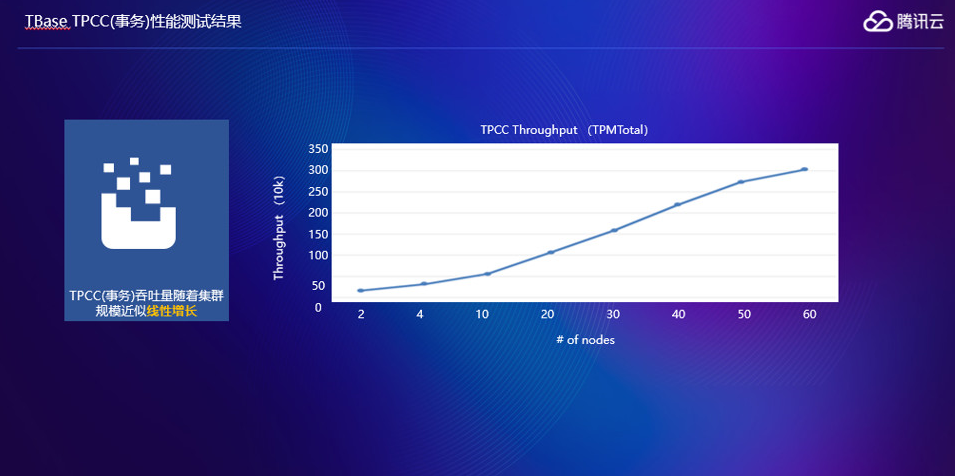 TBase TPCC(事务)性能测试结果
腾讯云
TPCC(事务)吞吐量随着集群
规模近似线性增长
TPCC Throughput （TPMTotal）
Throughput （10k）
350
300
250
200
150
100
50
0
2 4 10 20 30 40 50 60
# of nodes